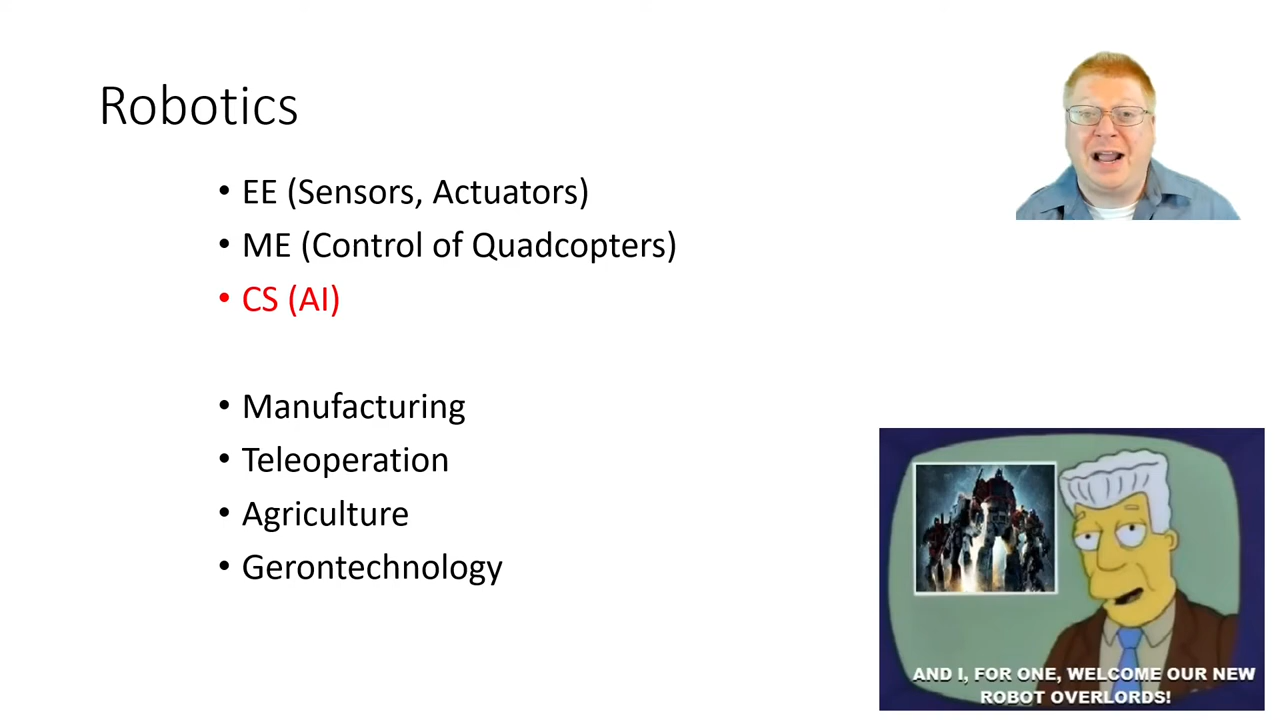 Robotics
• EE (Sensors, Actuators)
• ME (Control of Quadcopters)
• CS (AI)
• Manufacturing
• Teleoperation
• Agriculture
• Gerontechnology
AND I, FOR ONE, WELCOME OUR NEW
ROBOT OVERLORDS!